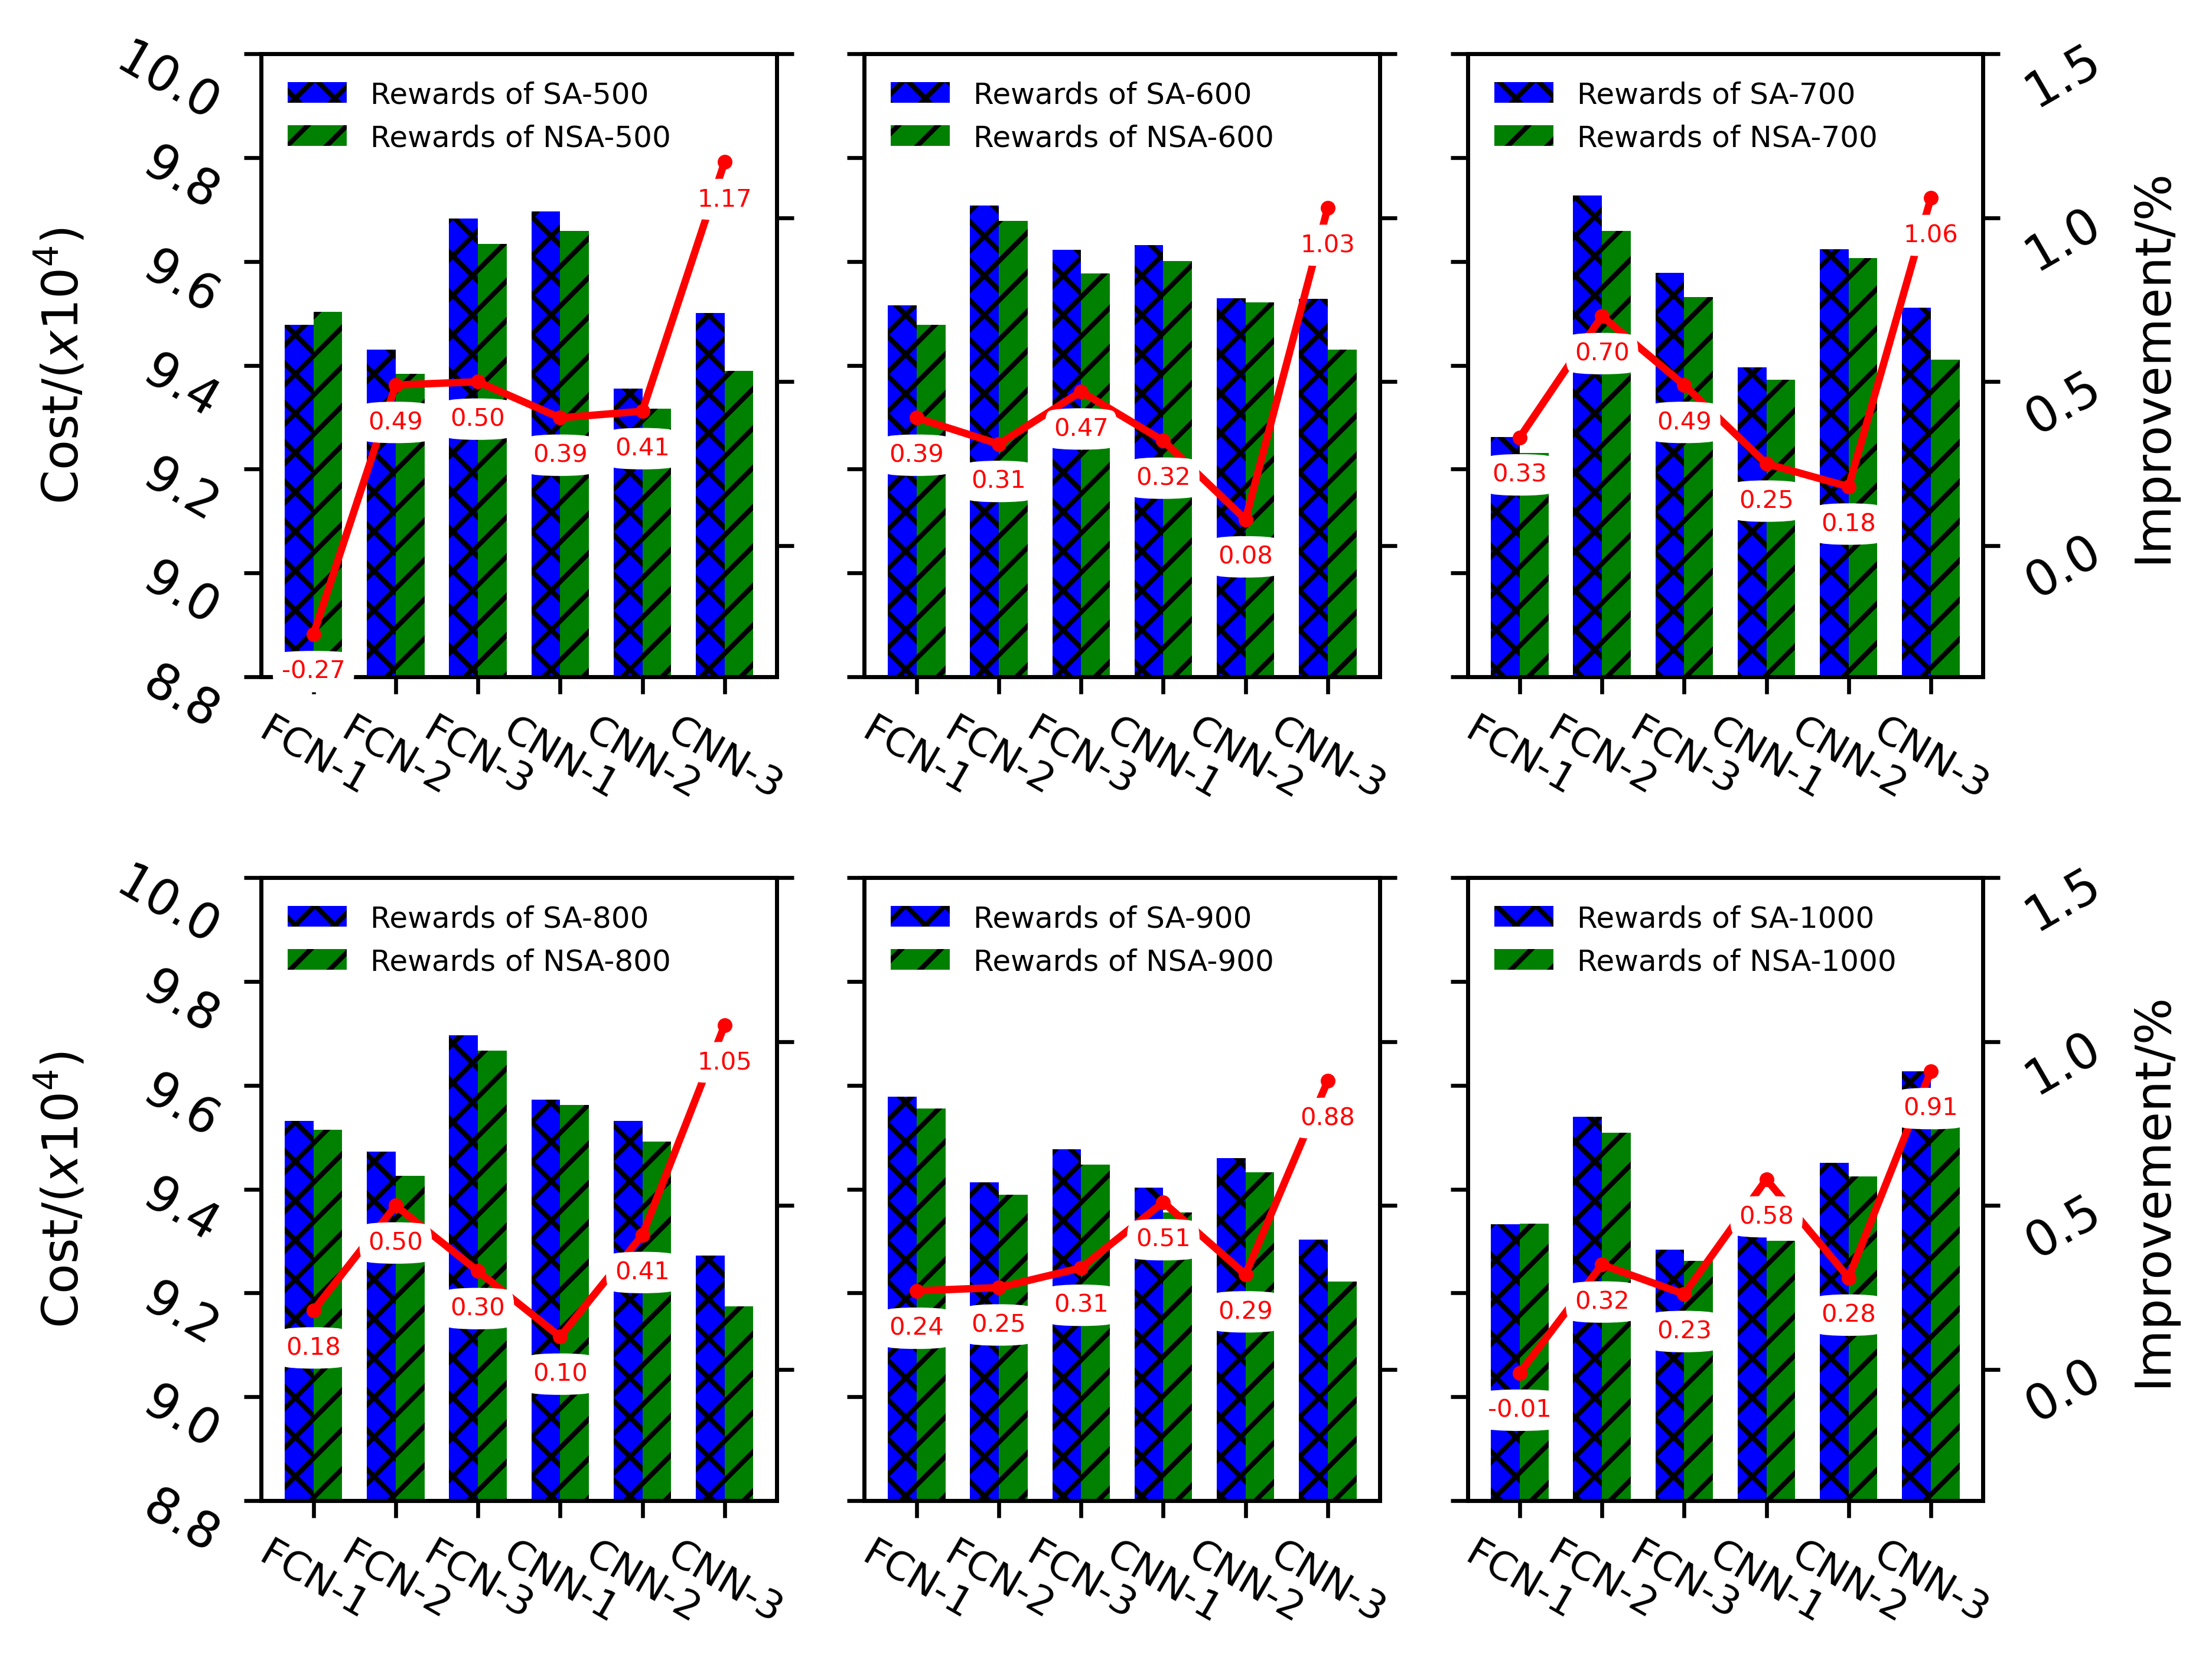 Cost/(x10⁴)
10.0
9.8
9.6
9.4
9.2
9.0
8.8
Rewards of SA-500
Rewards of NSA-500
-0.27
0.49
0.50
0.39
0.41
1.17
FCN-1
FCN-2
FCN-3
CNN-1
CNN-2
CNN-3
Rewards of SA-600
Rewards of NSA-600
0.39
0.31
0.47
0.32
0.08
1.03
FCN-1
FCN-2
FCN-3
CNN-1
CNN-2
CNN-3
Rewards of SA-700
Rewards of NSA-700
0.33
0.70
0.49
0.25
0.18
1.06
FCN-1
FCN-2
FCN-3
CNN-1
CNN-2
CNN-3
1.5
1.0
0.5
0.0
Improvement/%
Cost/(x10⁴)
10.0
9.8
9.6
9.4
9.2
9.0
8.8
Rewards of SA-800
Rewards of NSA-800
0.18
0.50
0.30
0.10
0.41
1.05
FCN-1
FCN-2
FCN-3
CNN-1
CNN-2
CNN-3
Rewards of SA-900
Rewards of NSA-900
0.24
0.25
0.31
0.51
0.29
0.88
FCN-1
FCN-2
FCN-3
CNN-1
CNN-2
CNN-3
Rewards of SA-1000
Rewards of NSA-1000
-0.01
0.32
0.23
0.58
0.28
0.91
FCN-1
FCN-2
FCN-3
CNN-1
CNN-2
CNN-3
1.5
1.0
0.5
0.0
Improvement/%